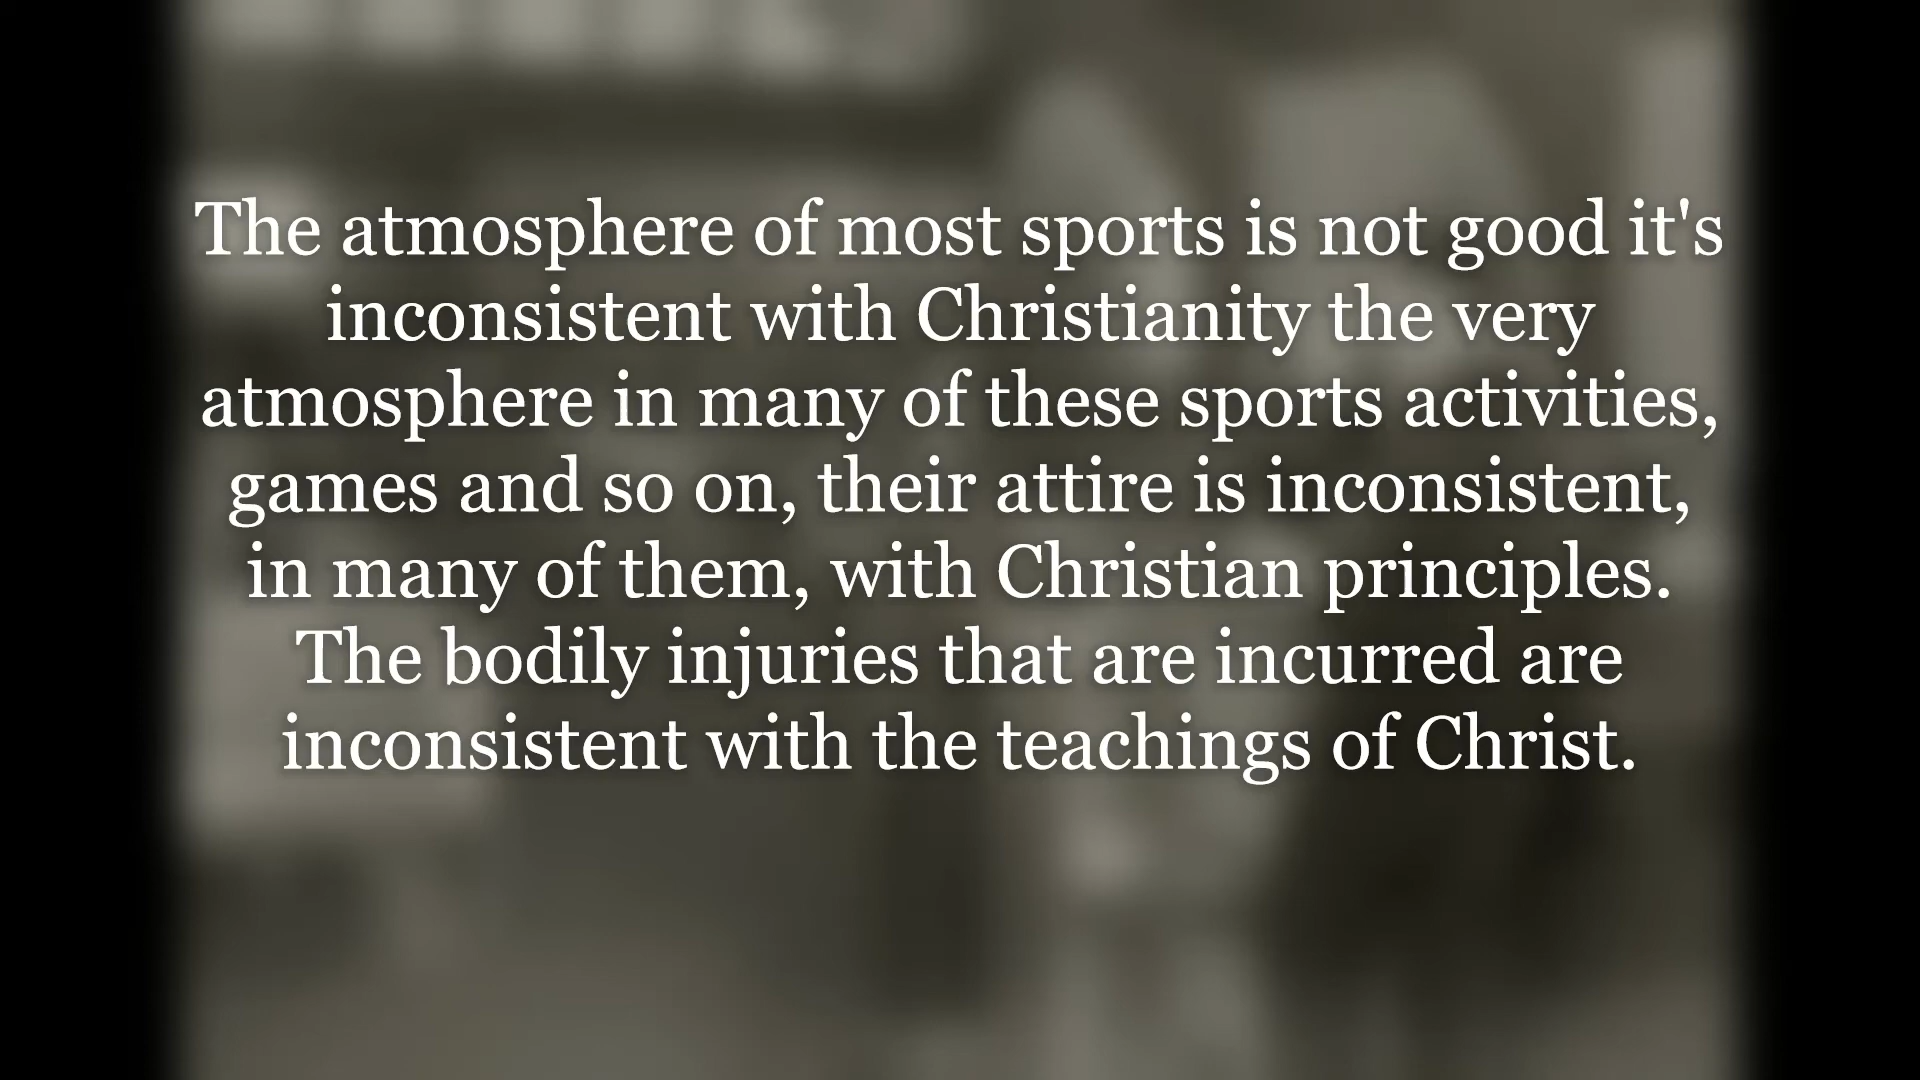 The atmosphere of most sports is not good it's
inconsistent with Christianity the very
atmosphere in many of these sports activities,
games and so on, their attire is inconsistent,
in many of them, with Christian principles.
The bodily injuries that are incurred are
inconsistent with the teachings of Christ.